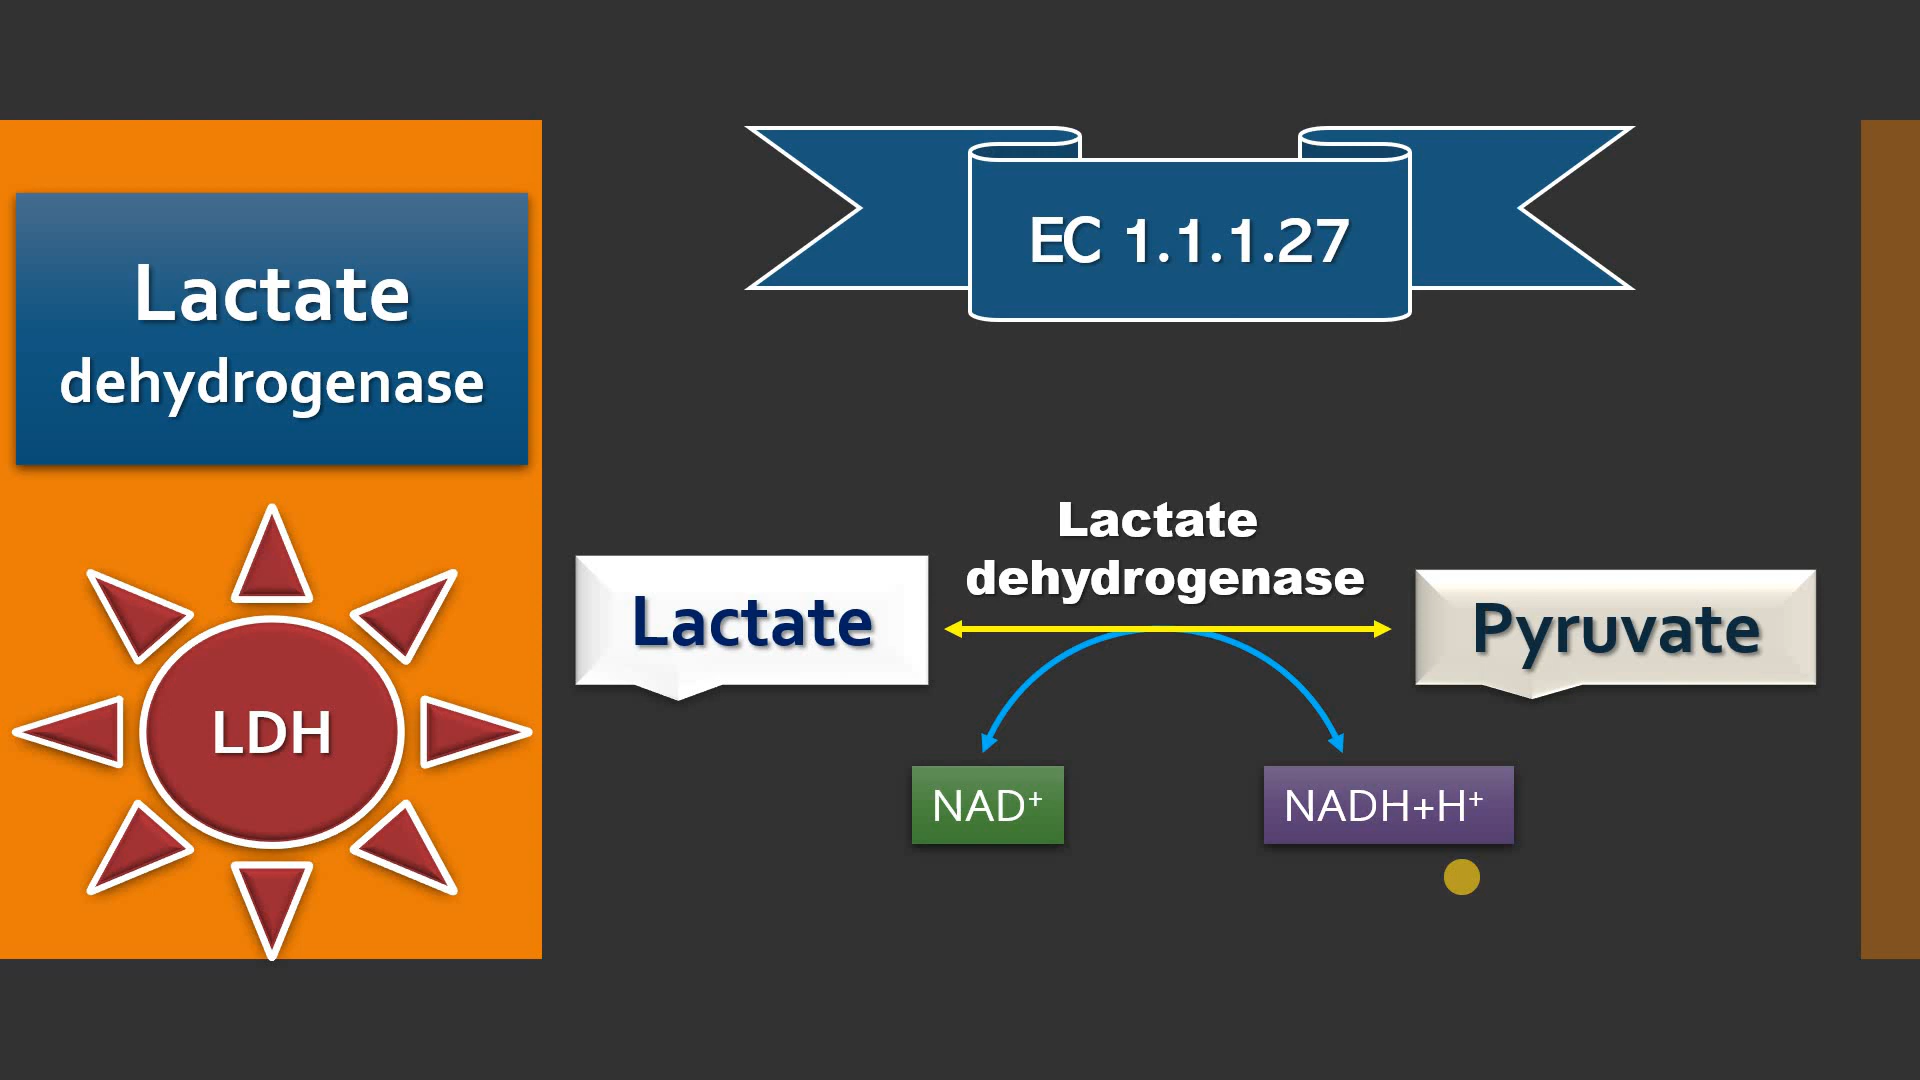 Lactate
dehydrogenase
LDH
EC 1.1.1.27
Lactate
dehydrogenase
Lactate
Pyruvate
NAD⁺
NADH+H⁺